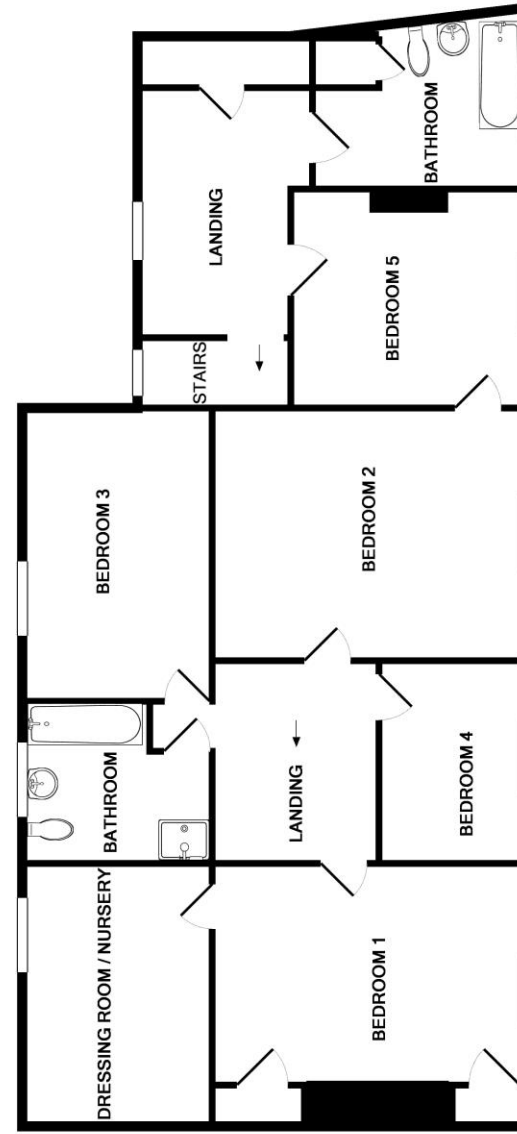 BATHROOM
LANDING
BEDROOM 5
STAIRS
BEDROOM 3
BEDROOM 2
BATHROOM
LANDING
BEDROOM 4
DRESSING ROOM / NURSERY
BEDROOM 1